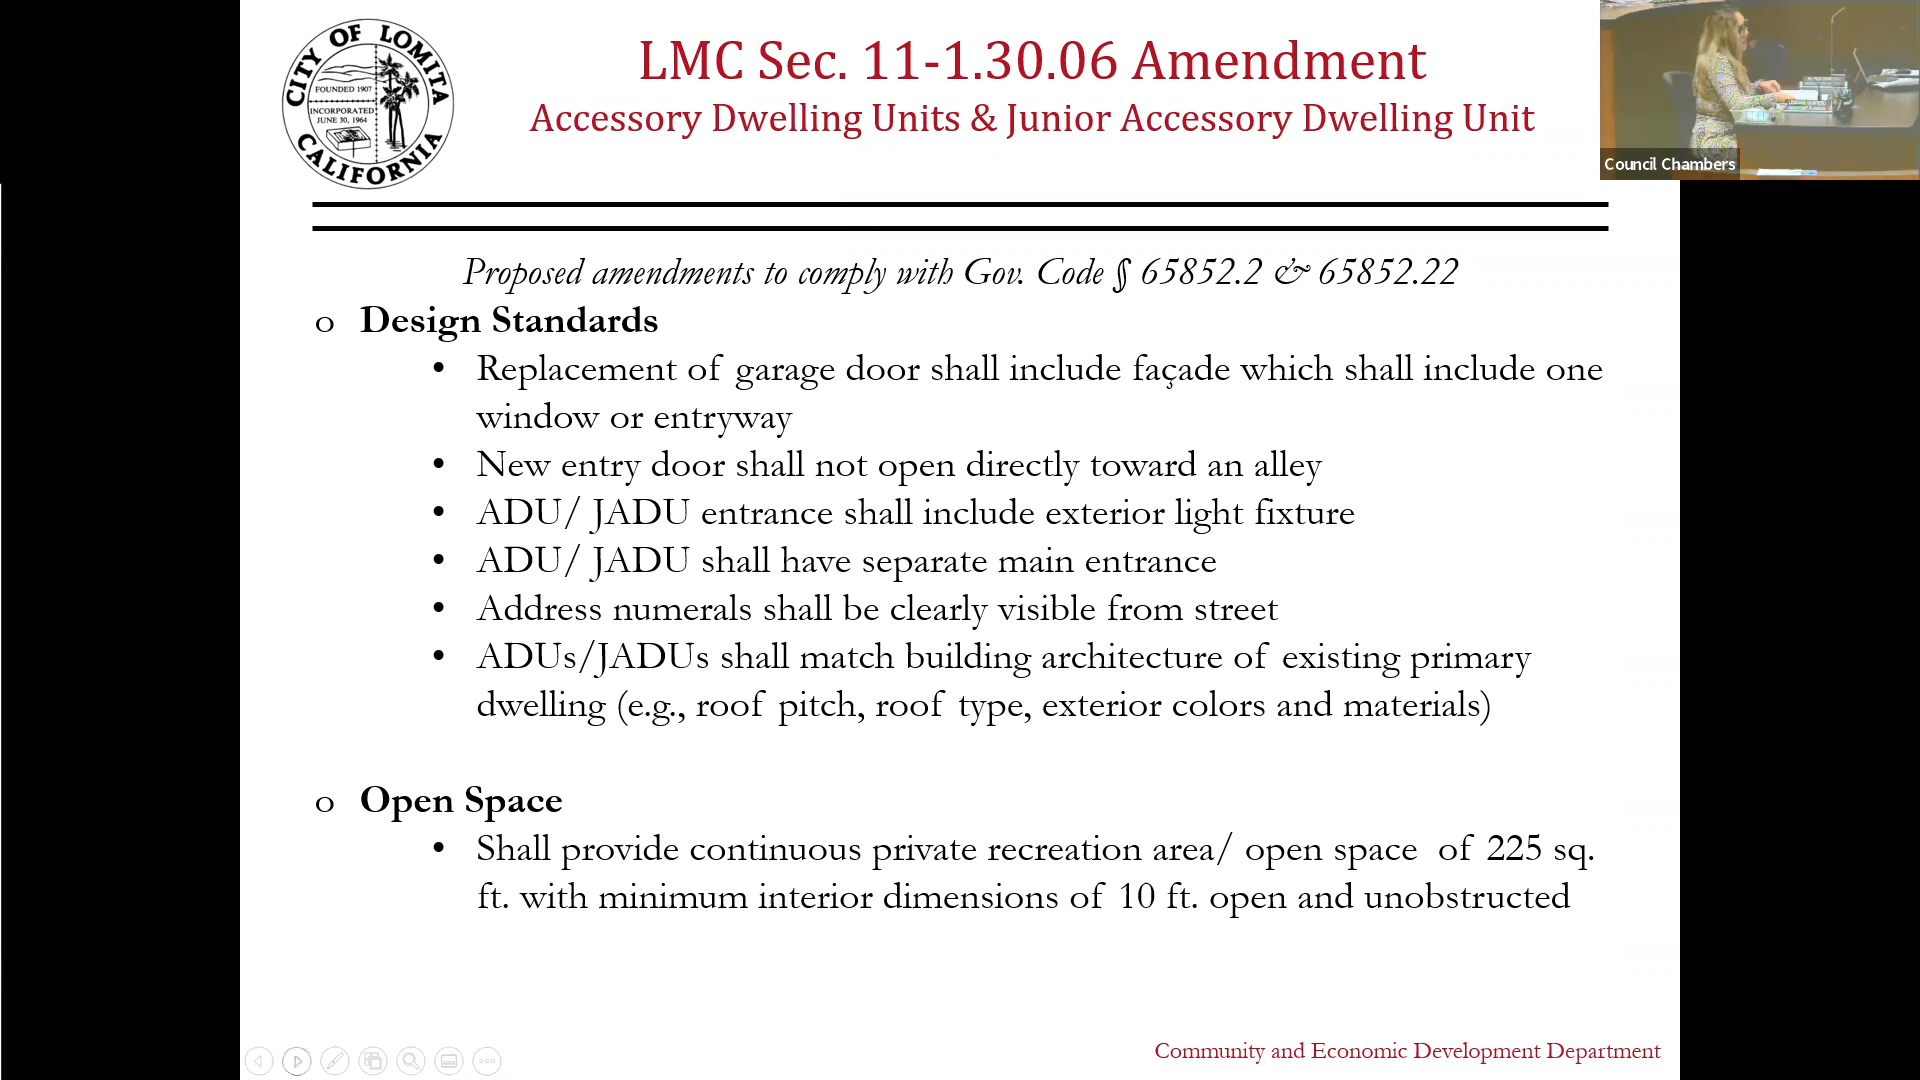 CITY OF LOMITA
FOUNDED 1907
INCORPORATED
JUNE 30, 1964
CALIFORNIA
LMC Sec. 11-1.30.06 Amendment
Accessory Dwelling Units & Junior Accessory Dwelling Unit
Council Chambers
Proposed amendments to comply with Gov. Code § 65852.2 & 65852.22
o Design Standards
• Replacement of garage door shall include façade which shall include one
window or entryway
• New entry door shall not open directly toward an alley
• ADU/ JADU entrance shall include exterior light fixture
• ADU/ JADU shall have separate main entrance
• Address numerals shall be clearly visible from street
• ADUs/JADUs shall match building architecture of existing primary
dwelling (e.g., roof pitch, roof type, exterior colors and materials)
o Open Space
• Shall provide continuous private recreation area/ open space of 225 sq.
ft. with minimum interior dimensions of 10 ft. open and unobstructed
Community and Economic Development Department